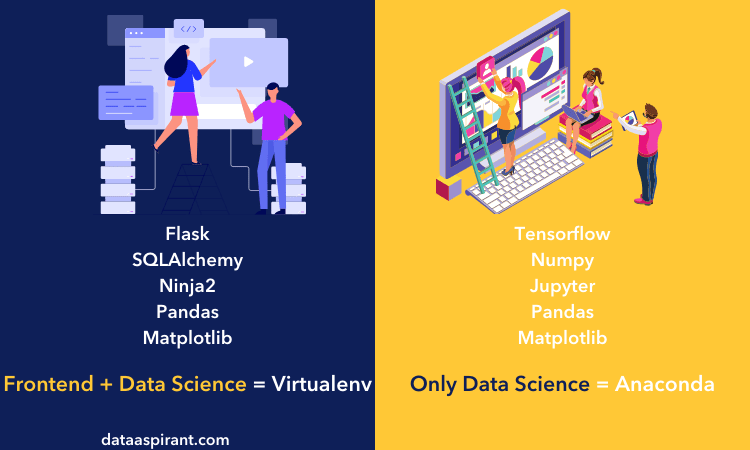 Flask
SQLAlchemy
Ninja2
Pandas
Matplotlib
Frontend + Data Science = Virtualenv
dataaspirant.com
Tensorflow
Numpy
Jupyter
Pandas
Matplotlib
Only Data Science = Anaconda